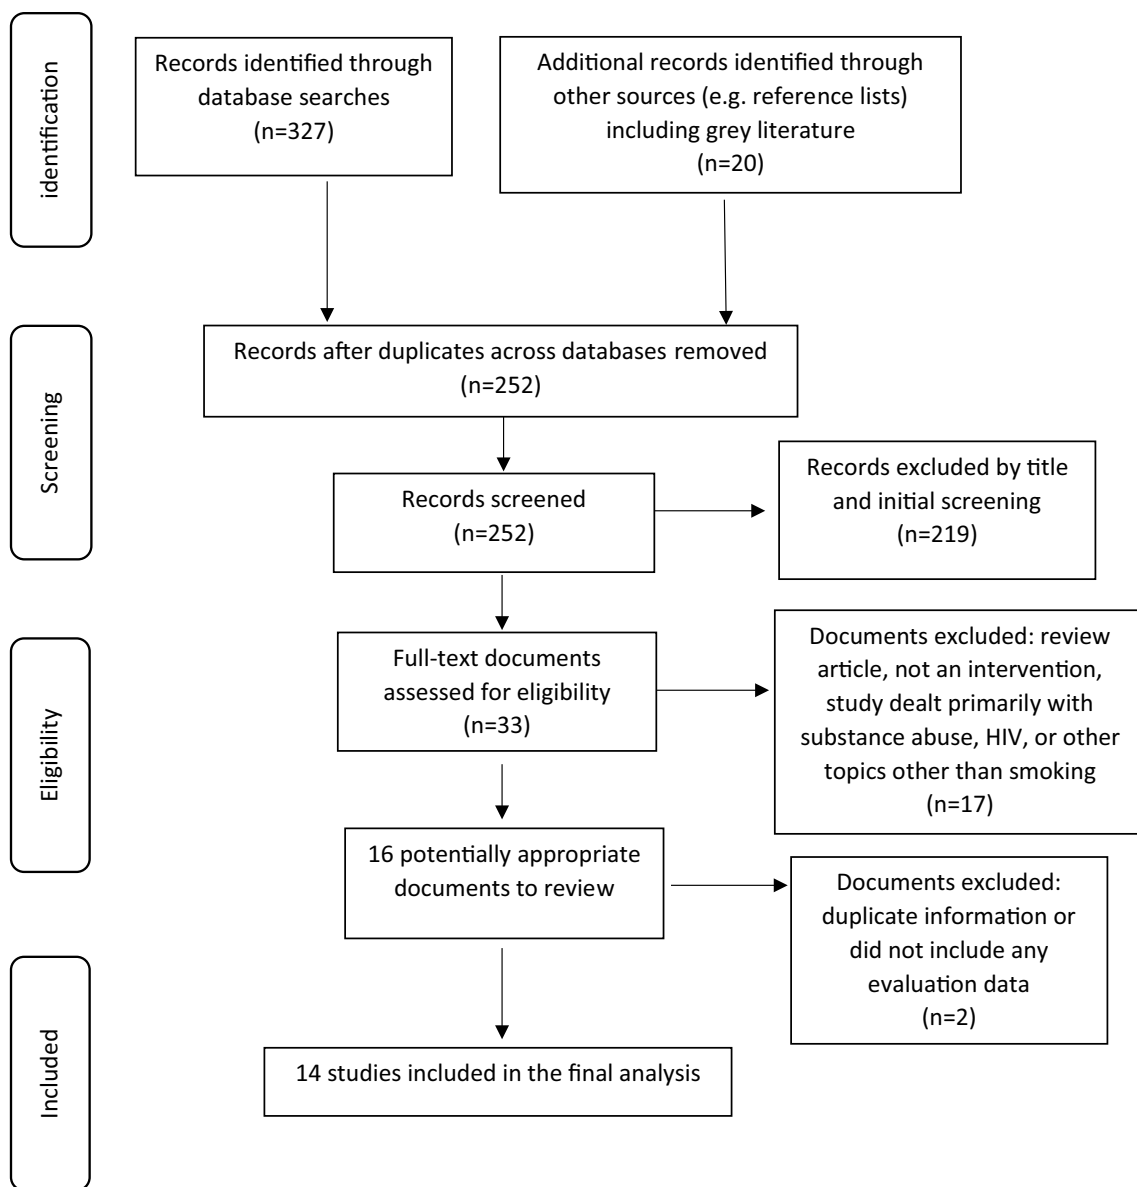 identification
Records identified through
database searches
(n=327)
Additional records identified through
other sources (e.g. reference lists)
including grey literature
(n=20)
Screening
Records after duplicates across databases removed
(n=252)
Records screened
(n=252)
Records excluded by title
and initial screening
(n=219)
Eligibility
Full-text documents
assessed for eligibility
(n=33)
Documents excluded: review
article, not an intervention,
study dealt primarily with
substance abuse, HIV, or other
topics other than smoking
(n=17)
16 potentially appropriate
documents to review
Documents excluded:
duplicate information or
did not include any
evaluation data
(n=2)
Included
14 studies included in the final analysis